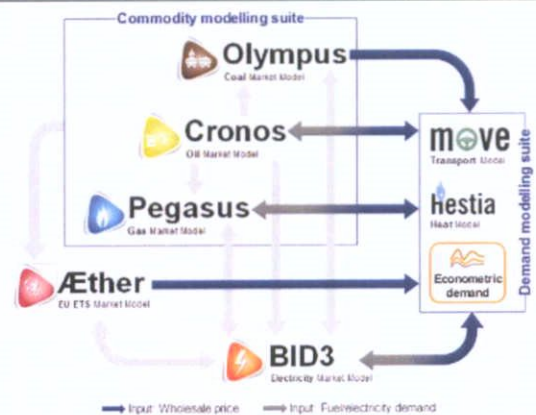 Commodity modelling suite
Olympus
Coal Market Model
Cronos
Oil Market Model
Pegasus
Gas Market Model
move
Transport Model
hestia
Heat Model
Econometric
demand
Demand modelling suite
Æther
EU ETS Market Model
BID3
Electricity Market Model
Input: Wholesale price
Input: Fuel/electricity demand